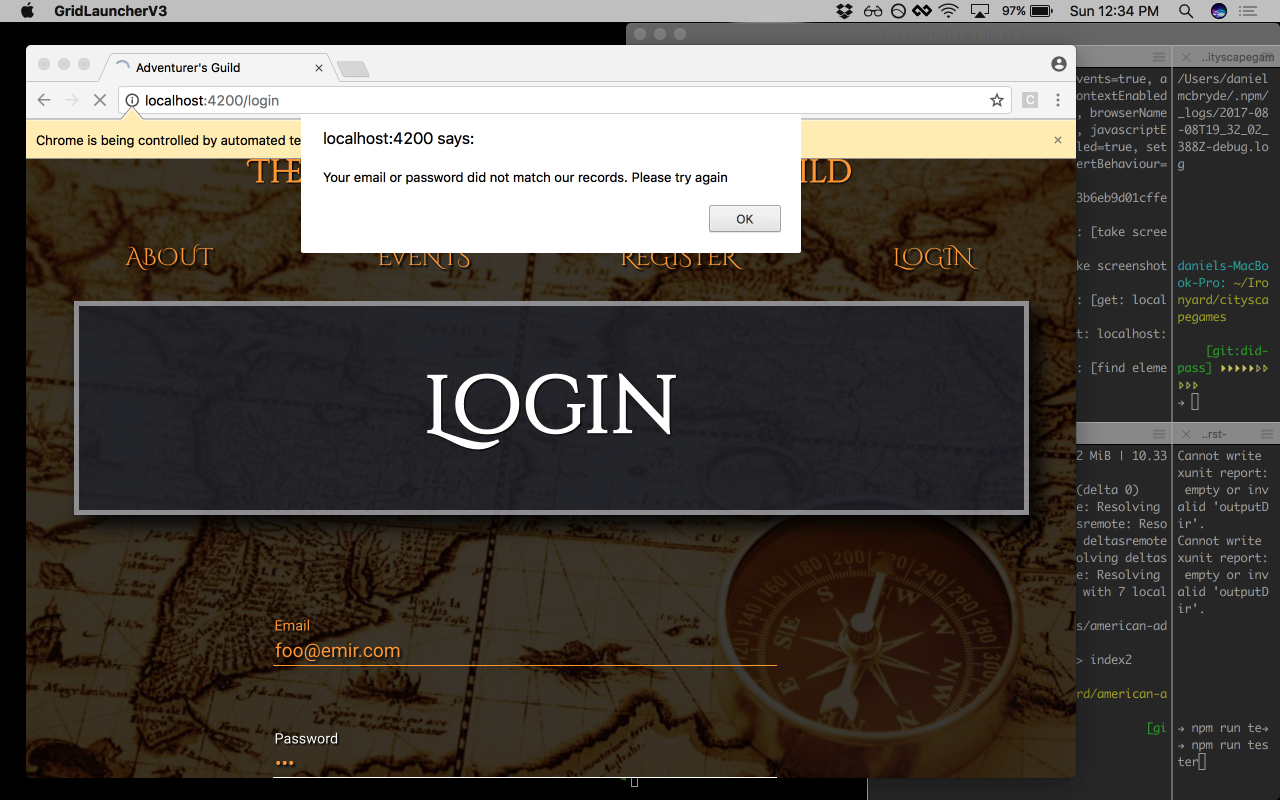 GridLauncherV3
97%
Sun 12:34 PM
Adventurer's Guild
localhost:4200/login
C
Chrome is being controlled by automated te
localhost:4200 says:
Your email or password did not match our records. Please try again
OK
THE
ILD
ABOUT
EVENTS
REGISTER
LOGIN
LOGIN
Email
foo@emir.com
Password
•••
vents=true, a
ontextEnabled
, browserName
, javascriptE
led=true, set
ertBehaviour=
3b6eb9d01cffe
: [take scree
ke screenshot
: [get: local
t: localhost:
: [find eleme
..ityscapegam
/Users/daniel
mcbryde/.npm/
_logs/2017-08
-08T19_32_02_
388Z-debug.lo
g
daniels-MacBo
ok-Pro: ~/Iro
nyard/citysca
pegames
[git:did-
pass]
2 MiB | 10.33
(delta 0)
e: Resolving
asremote: Reso
deltasremote
olving deltas
e: Resolving
with 7 local
s/american-ad
> index2
rd/american-a
[gi
..rst-
Cannot write
xunit report:
empty or inv
alid 'outputD
ir'.
Cannot write
xunit report:
empty or inv
alid 'outputD
ir'.
→ npm run te→
→ npm run tes
ter